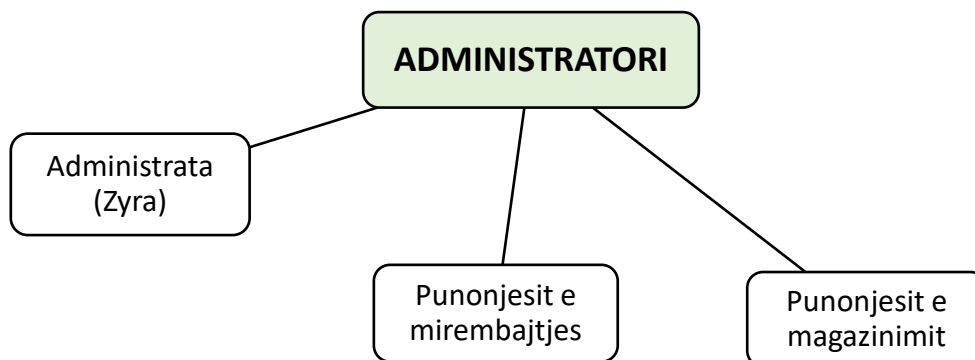 ADMINISTRATORI
Administrata
(Zyra)
Punonjesit e
mirembajtjes
Punonjesit e
magazinimit